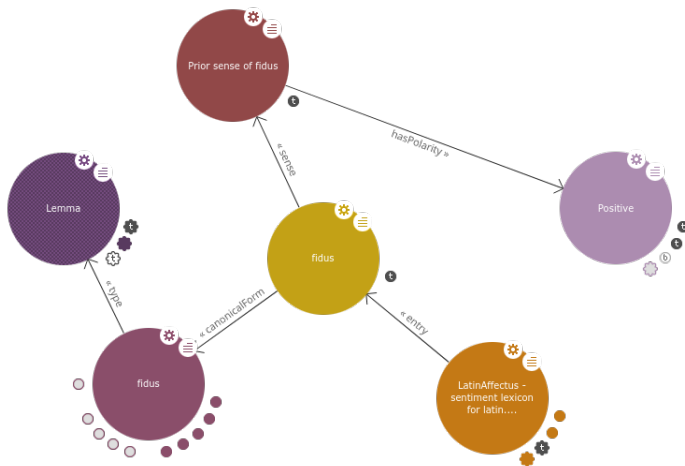 Prior sense of fidus
hasPolarity »
« sense
Lemma
Positive
fidus
« type
« canonicalForm
« entry
fidus
LatinAffectus -
sentiment lexicon
for latin....
t
t
t
t
t
t
b
t